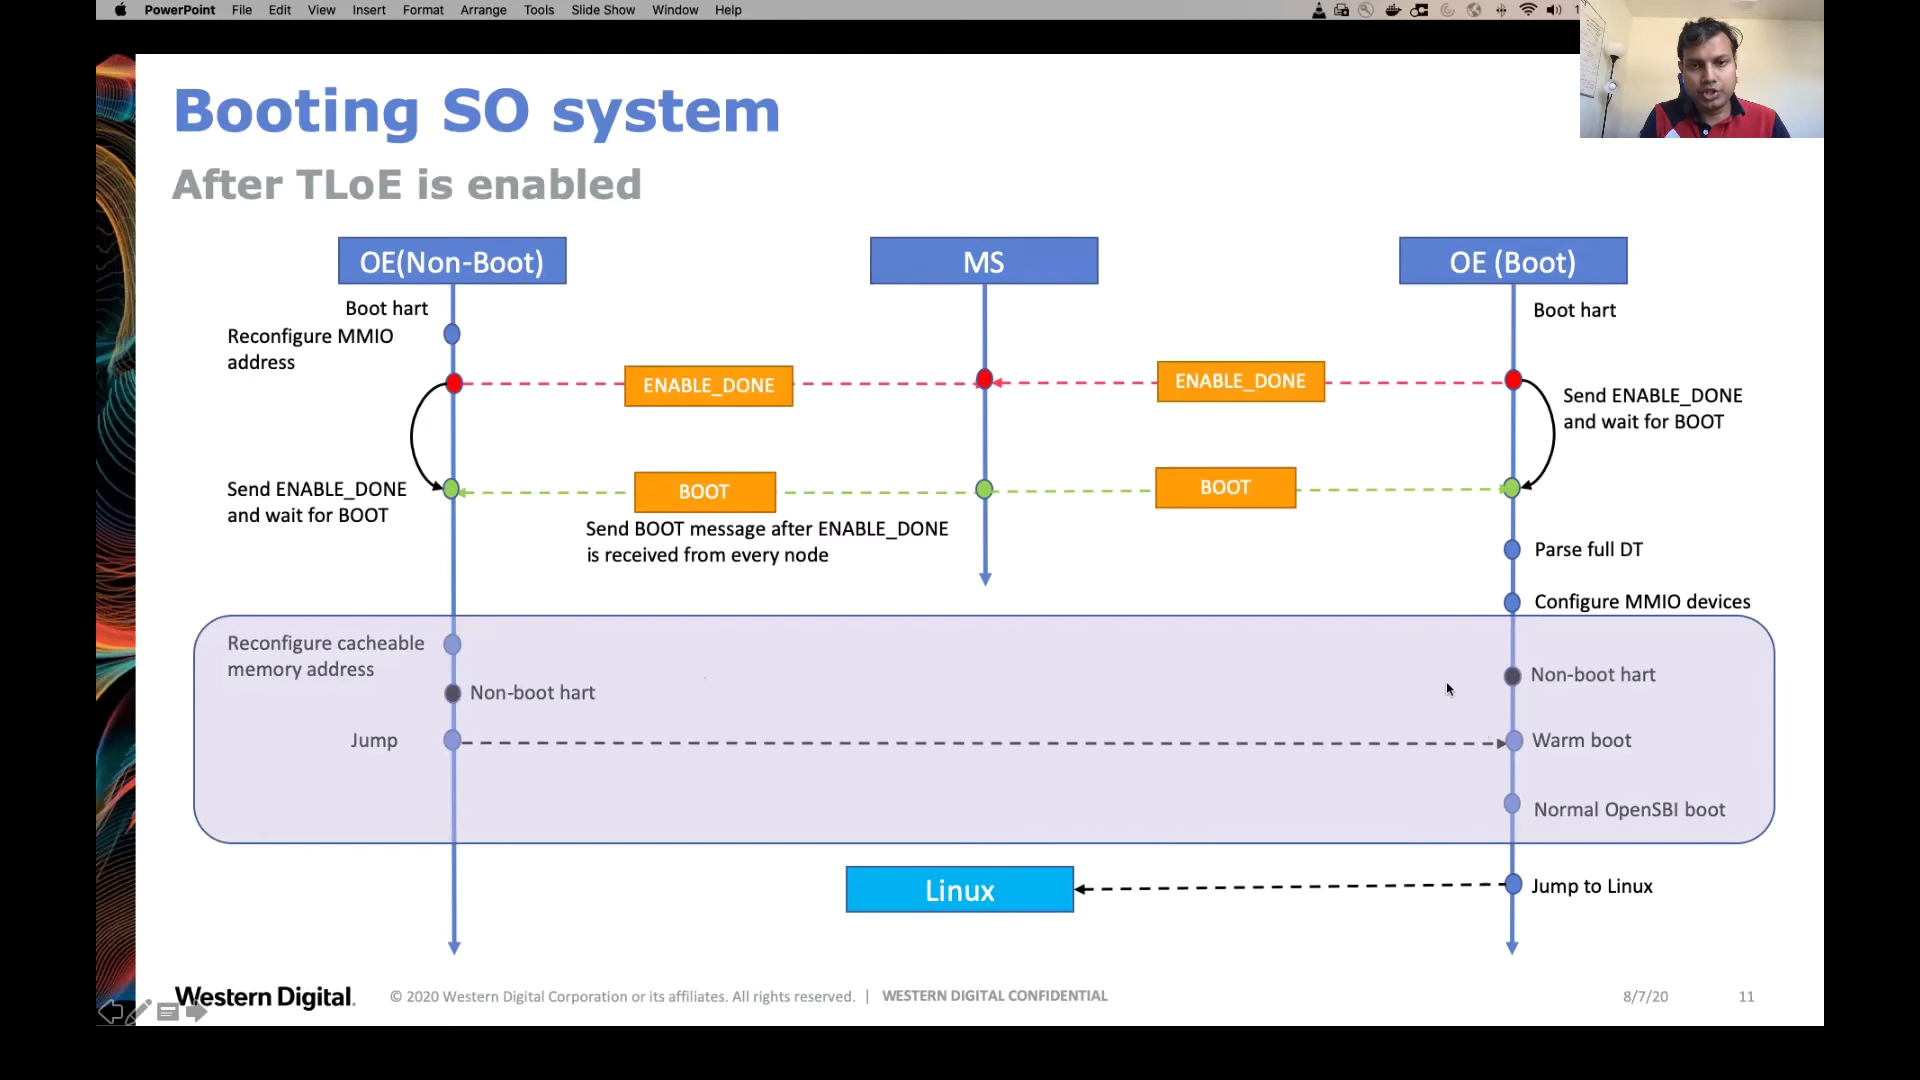 PowerPoint File Edit View Insert Format Arrange Tools Slide Show Window Help
Booting SO system
After TLoE is enabled
OE(Non-Boot)
MS
OE (Boot)
Boot hart
Boot hart
Reconfigure MMIO
address
ENABLE_DONE
ENABLE_DONE
Send ENABLE_DONE
and wait for BOOT
Send ENABLE_DONE
and wait for BOOT
BOOT
BOOT
Send BOOT message after ENABLE_DONE
is received from every node
Parse full DT
Configure MMIO devices
Reconfigure cacheable
memory address
Non-boot hart
Non-boot hart
Jump
Warm boot
Normal OpenSBI boot
Linux
Jump to Linux
Western Digital.
© 2020 Western Digital Corporation or its affiliates. All rights reserved. | WESTERN DIGITAL CONFIDENTIAL
8/7/20
11